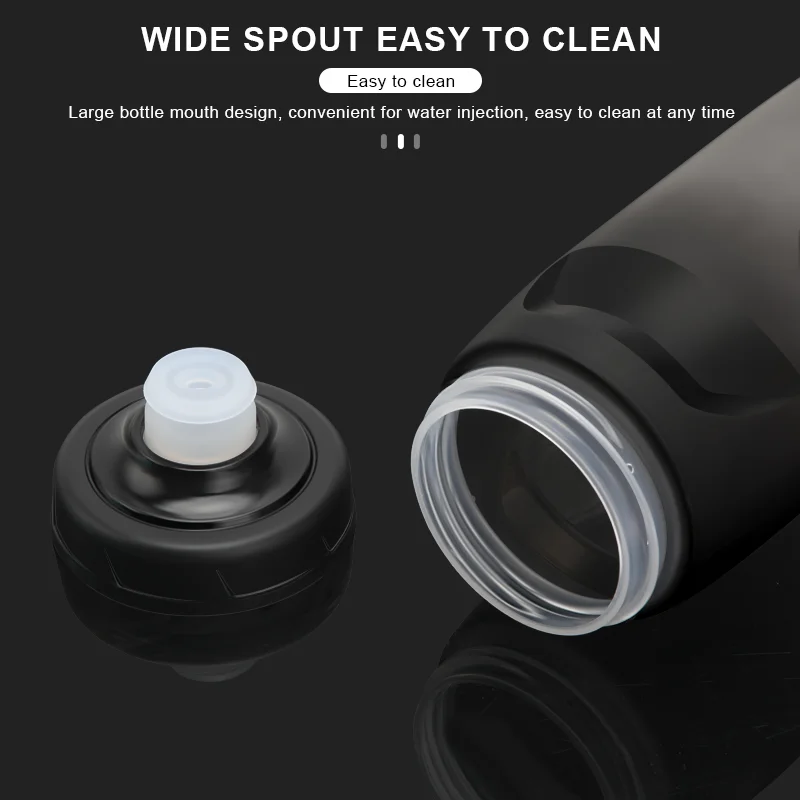 WIDE SPOUT EASY TO CLEAN
Easy to clean
Large bottle mouth design, convenient for water injection, easy to clean at any time